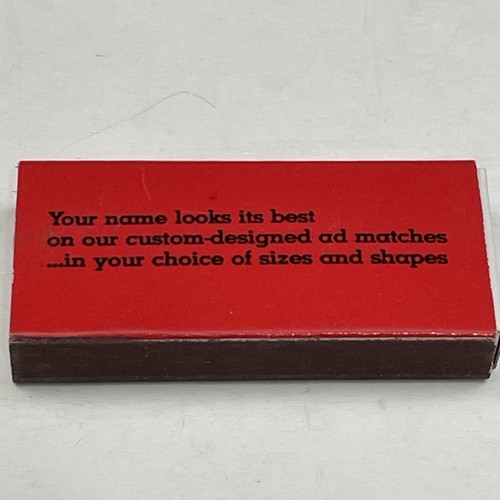 Your name looks its best
on our custom-designed ad matches
...in your choice of sizes and shapes